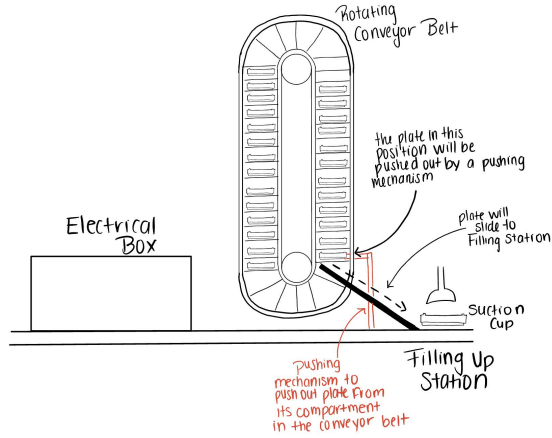 Rotating
Conveyor Belt
the plate in this
position will be
pushed out by a pushing
mechanism
plate will
slide to
Filling Station
Electrical
Box
Suction
Cup
Filling Up
Station
pushing
mechanism to
push out plate from
its compartment
in the conveyor belt